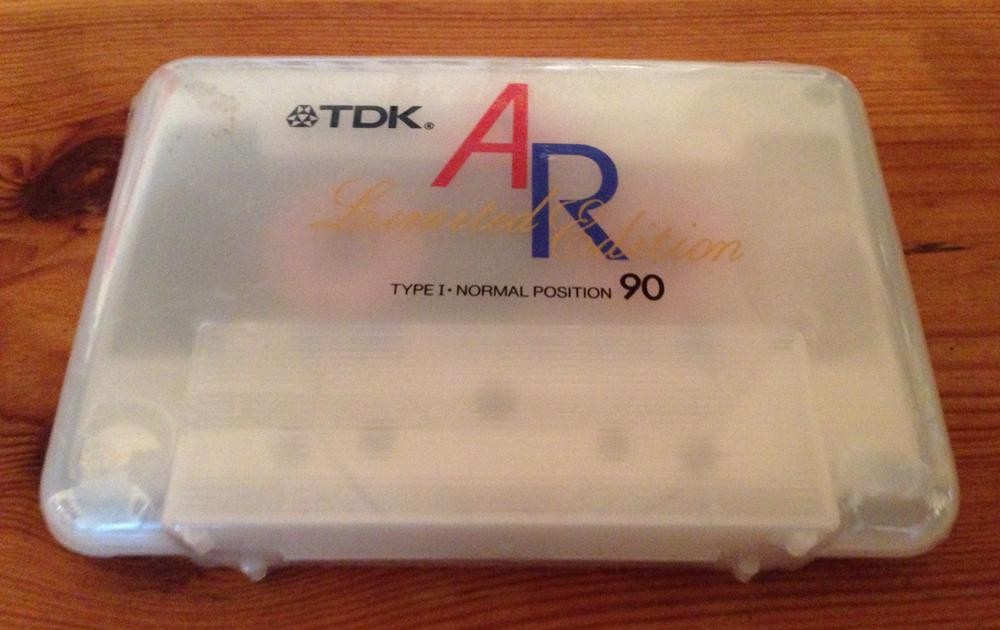 TDK®
AR
Limited Edition
TYPE I • NORMAL POSITION 90